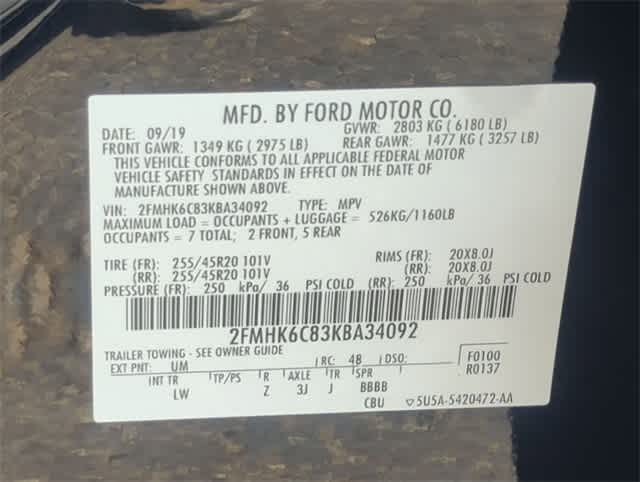 MFD. BY FORD MOTOR CO.
DATE: 09/19 GVWR: 2803 KG ( 6180 LB)
FRONT GAWR: 1349 KG ( 2975 LB) REAR GAWR: 1477 KG ( 3257 LB)
THIS VEHICLE CONFORMS TO ALL APPLICABLE FEDERAL MOTOR
VEHICLE SAFETY STANDARDS IN EFFECT ON THE DATE OF
MANUFACTURE SHOWN ABOVE.
VIN: 2FMHK6C83KBA34092 TYPE: MPV
MAXIMUM LOAD = OCCUPANTS + LUGGAGE = 526KG/1160LB
OCCUPANTS = 7 TOTAL; 2 FRONT, 5 REAR
TIRE (FR): 255/45R20 101V RIMS (FR): 20X8.0J
(RR): 255/45R20 101V (RR): 20X8.0J
PRESSURE (FR): 250 kPa/ 36 PSI COLD (RR): 250 kPa/ 36 PSI COLD
2FMHK6C83KBA34092
TRAILER TOWING - SEE OWNER GUIDE
EXT PNT: UM RC: 48 DSO: F0100
R0137
INT TR TP/PS R AXLE TR SPR
LW Z 3J J BBBB
CBU ▽5U5A-5420472-AA